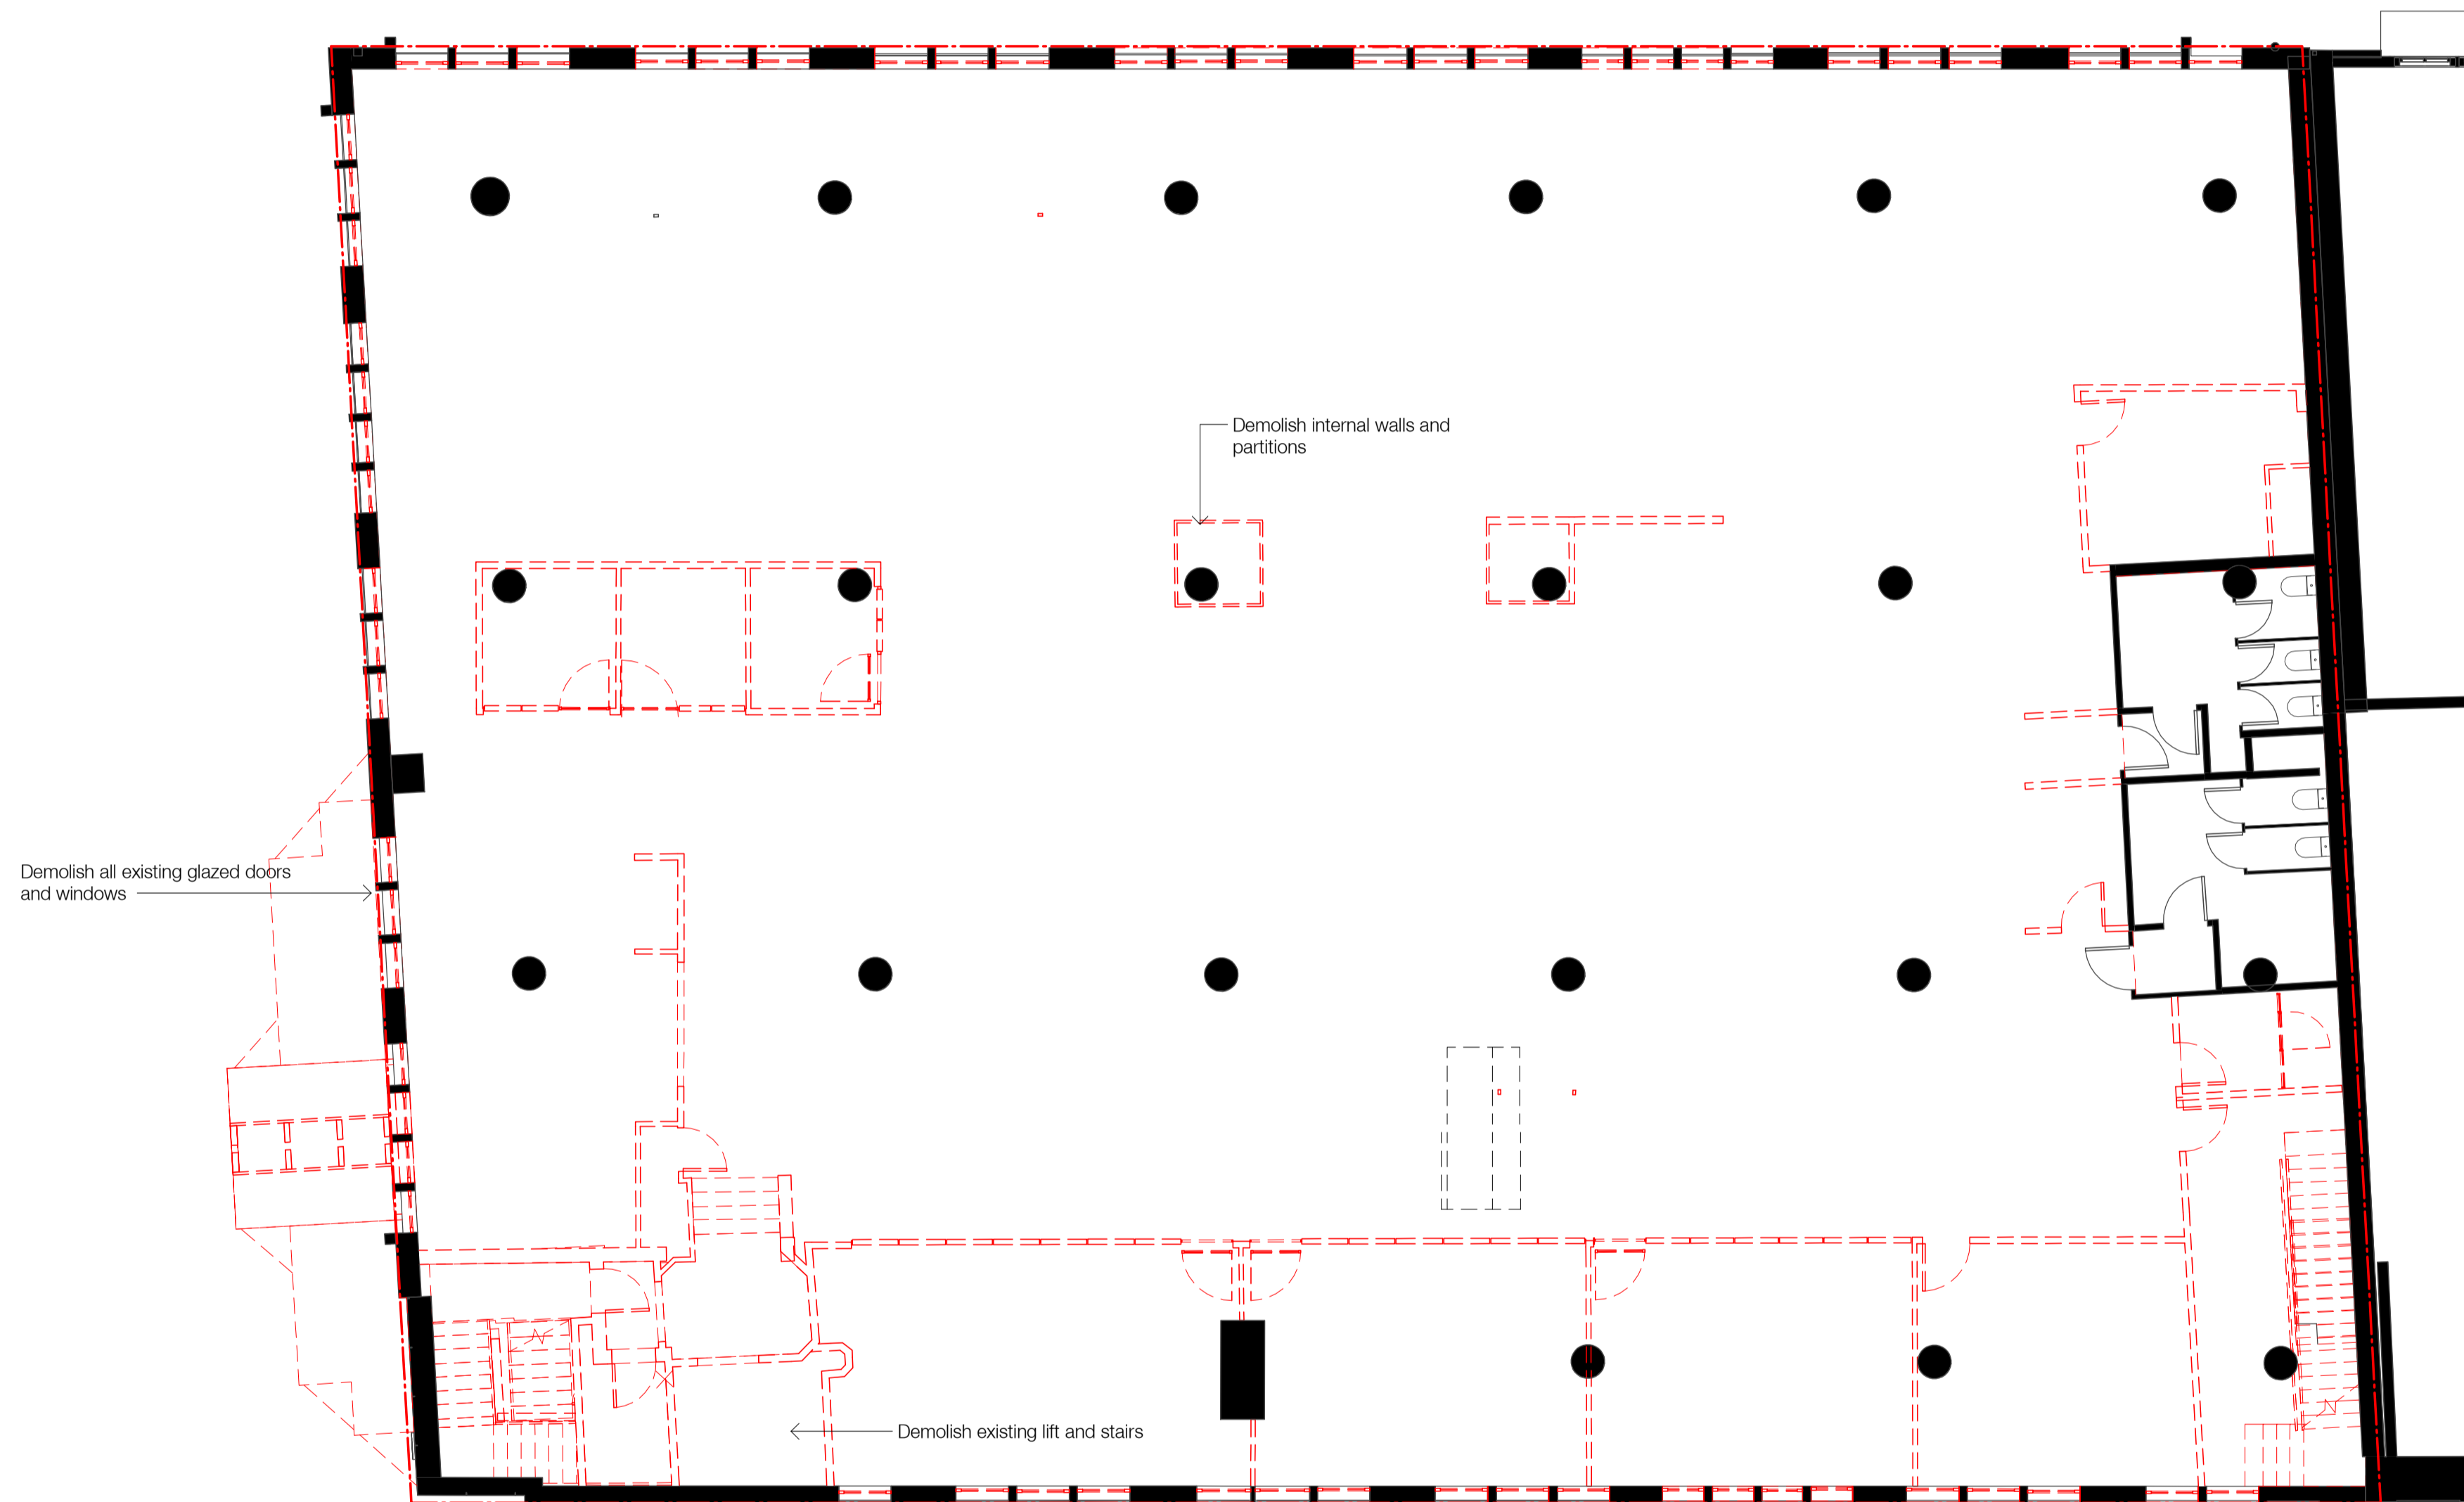 Demolish internal walls and
partitions
Demolish all existing glazed doors
and windows
Demolish existing lift and stairs